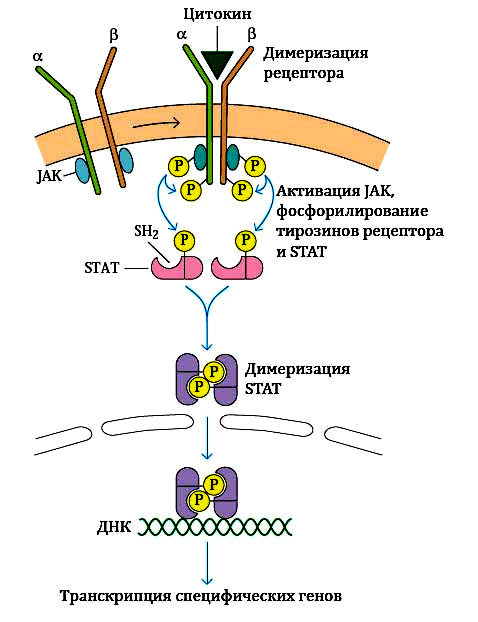 Цитокин
α
β
α
β
Димеризация
рецептора
JAK
P
P
P
P
Активация JAK,
фосфорилирование
тирозинов рецептора
и STAT
SH2
P
P
STAT
P
P
Димеризация
STAT
P
P
ДНК
Транскрипция специфических генов